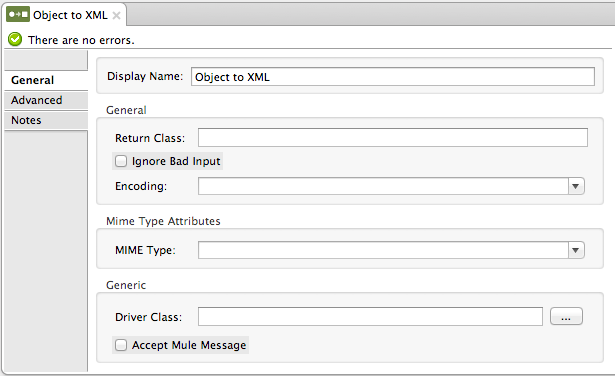 Object to XML
There are no errors.
General
Advanced
Notes
Display Name: Object to XML
General
Return Class:
Ignore Bad Input
Encoding:
Mime Type Attributes
MIME Type:
Generic
Driver Class: ...
Accept Mule Message